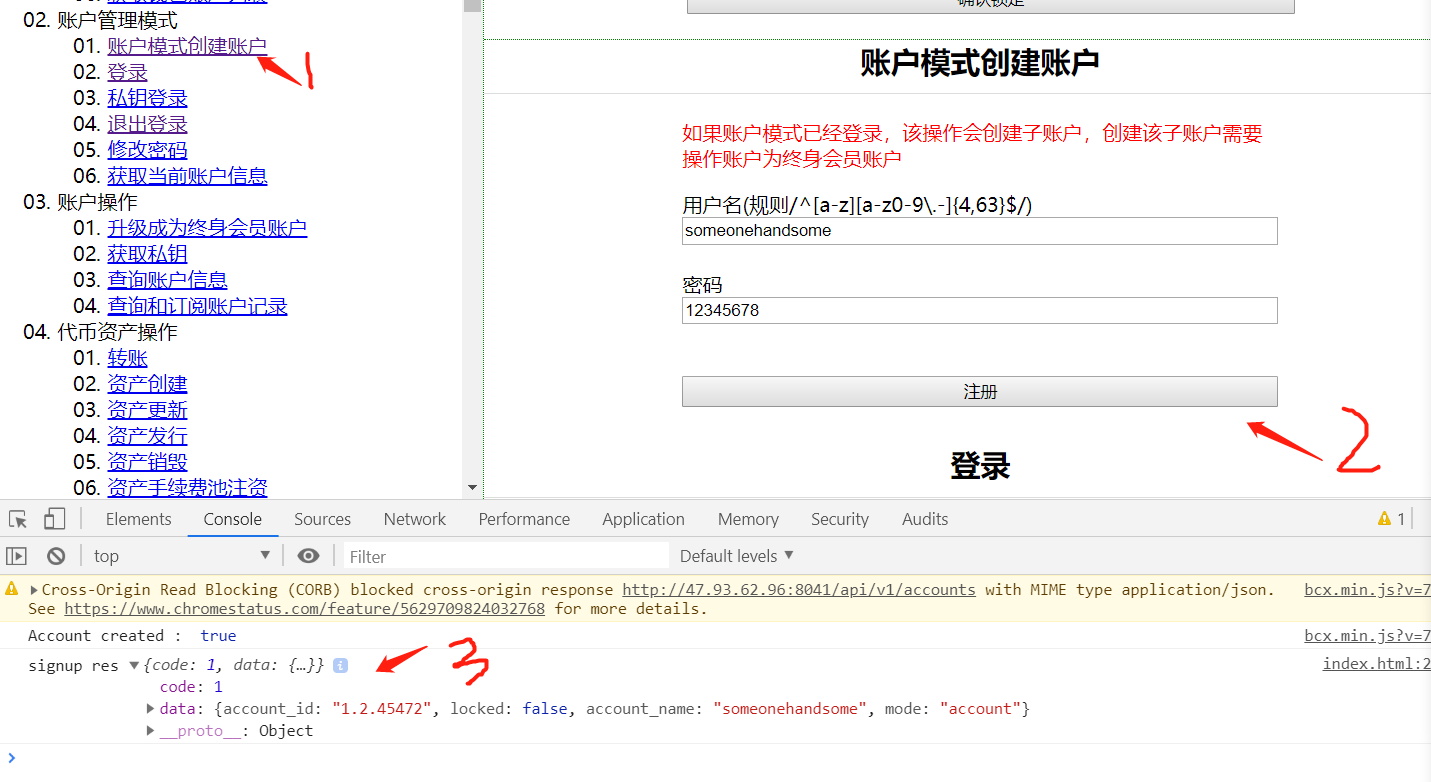 02. 账户管理模式
01. 账户模式创建账户
02. 登录
03. 私钥登录
04. 退出登录
05. 修改密码
06. 获取当前账户信息
03. 账户操作
01. 升级成为终身会员账户
02. 获取私钥
03. 查询账户信息
04. 查询和订阅账户记录
04. 代币资产操作
01. 转账
02. 资产创建
03. 资产更新
04. 资产发行
05. 资产销毁
06. 资产手续费池注资
1
账户模式创建账户
如果账户模式已经登录，该操作会创建子账户，创建该子账户需要
操作账户为终身会员账户
用户名(规则/^[a-z][a-z0-9\.-]{4,63}$/)
someonehandsome
密码
12345678
注册
2
登录
Elements Console Sources Network Performance Application Memory Security Audits 1
top Filter Default levels
Cross-Origin Read Blocking (CORB) blocked cross-origin response http://47.93.62.96:8041/api/v1/accounts with MIME type application/json. bcx.min.js?v=7
See https://www.chromestatus.com/feature/5629709824032768 for more details.
Account created : true bcx.min.js?v=7
signup res {code: 1, data: {…}} index.html:2
3
code: 1
data: {account_id: "1.2.45472", locked: false, account_name: "someonehandsome", mode: "account"}
__proto__: Object